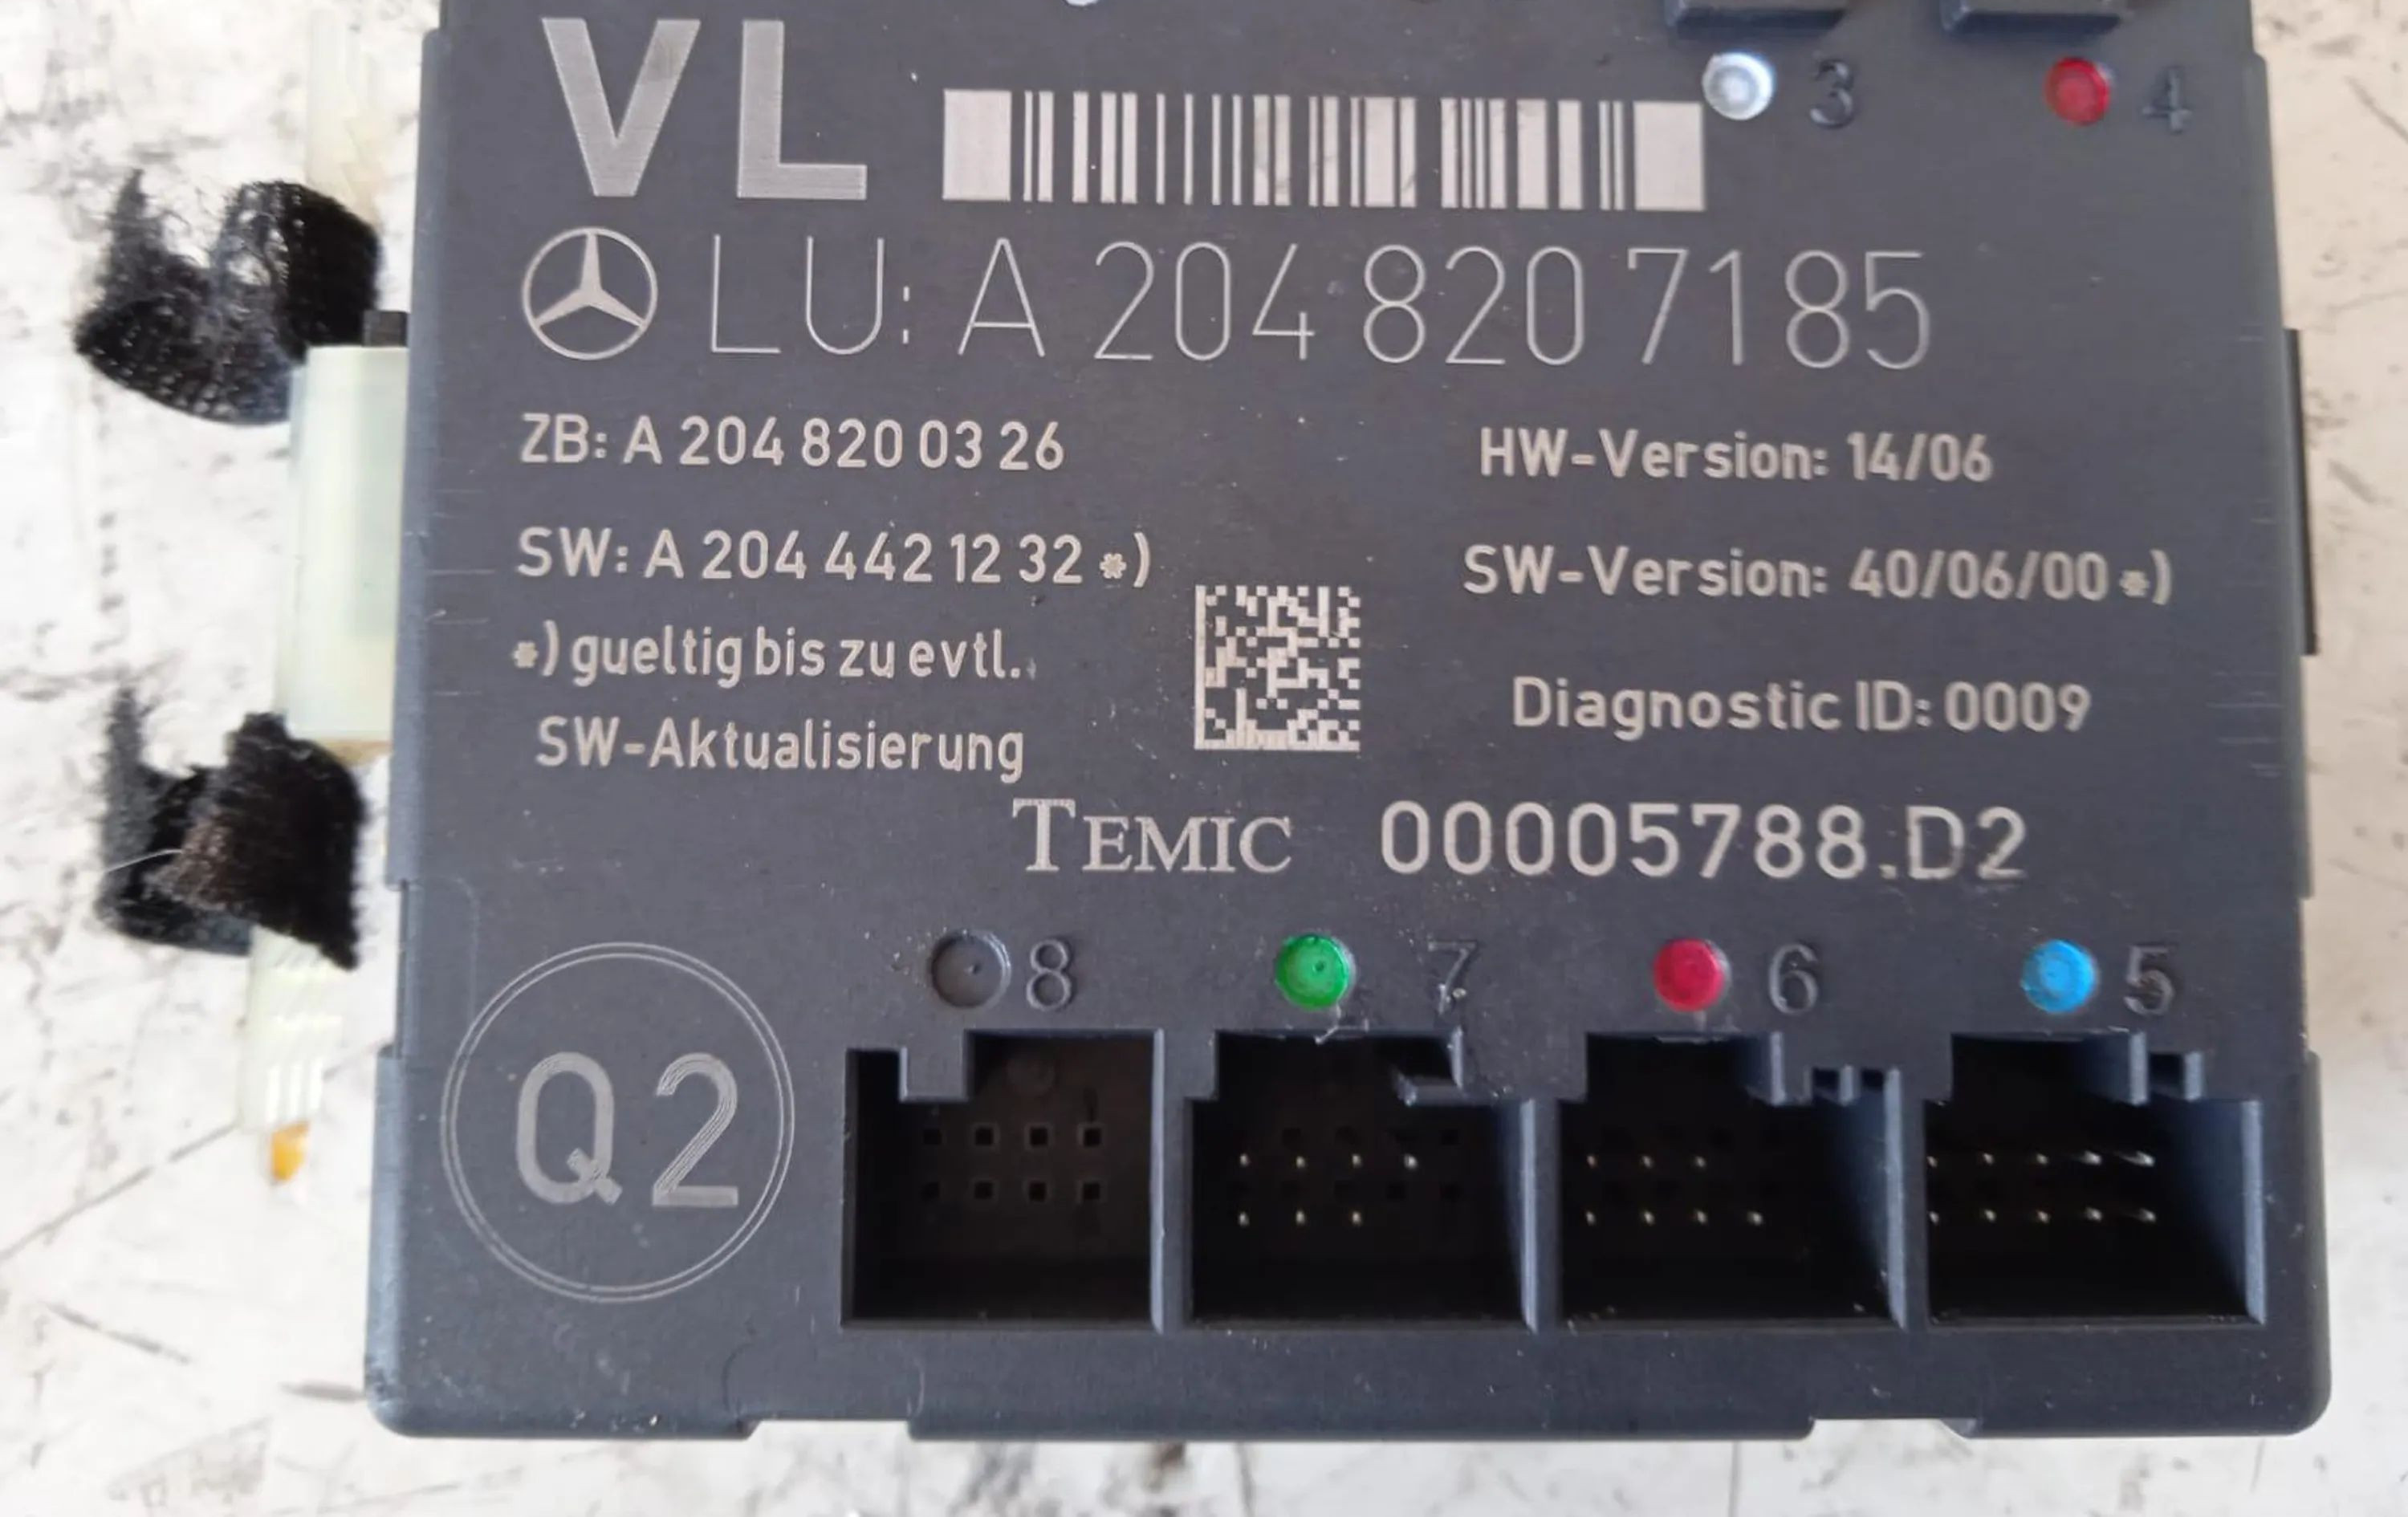 VL
3
4
LU: A 204 820 7185
ZB: A 204 820 03 26
HW-Version: 14/06
SW: A 204 442 12 32 *)
SW-Version: 40/06/00 *)
*) gueltig bis zu evtl.
SW-Aktualisierung
Diagnostic ID: 0009
TEMIC 00005788.D2
8
7
6
5
Q2